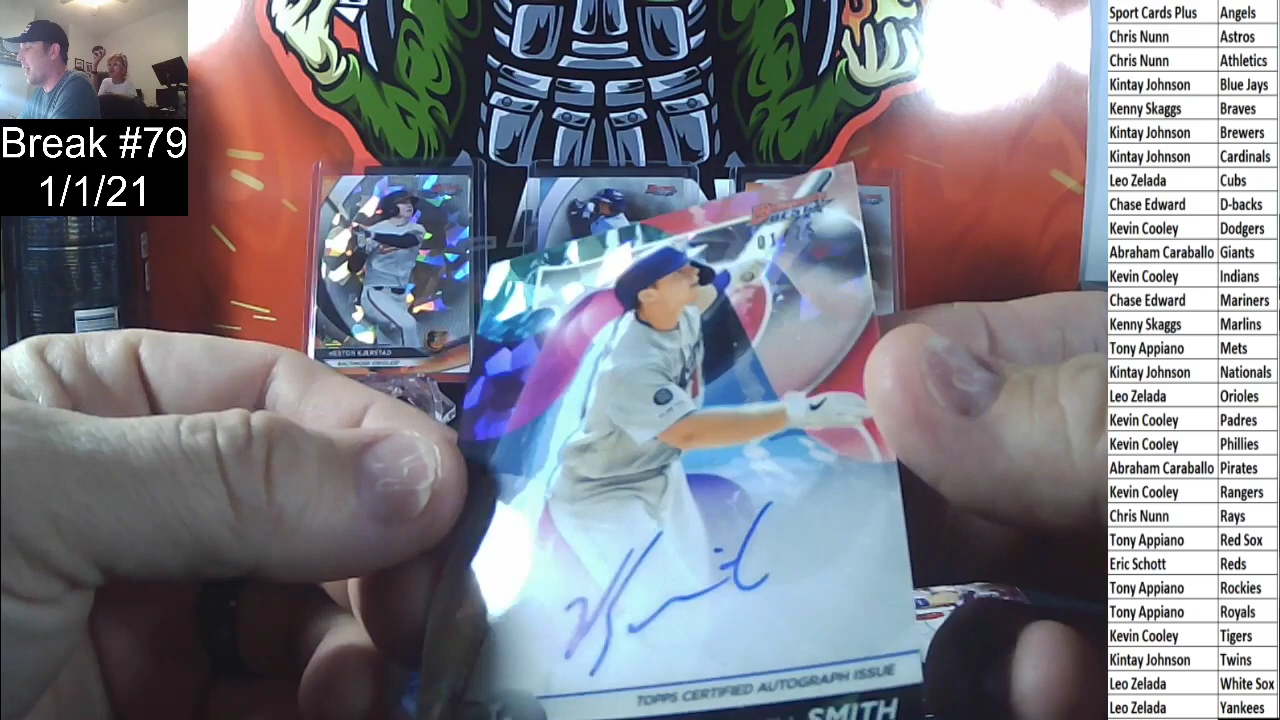 Break #79
1/1/21
HESTON KJERSTAD
BALTIMORE ORIOLES
TOPPS CERTIFIED AUTOGRAPH ISSUE
SMITH
Sport Cards Plus Angels
Chris Nunn Astros
Chris Nunn Athletics
Kintay Johnson Blue Jays
Kenny Skaggs Braves
Kintay Johnson Brewers
Kintay Johnson Cardinals
Leo Zelada Cubs
Chase Edward D-backs
Kevin Cooley Dodgers
Abraham Caraballo Giants
Kevin Cooley Indians
Chase Edward Mariners
Kenny Skaggs Marlins
Tony Appiano Mets
Kintay Johnson Nationals
Leo Zelada Orioles
Kevin Cooley Padres
Kevin Cooley Phillies
Abraham Caraballo Pirates
Kevin Cooley Rangers
Chris Nunn Rays
Tony Appiano Red Sox
Eric Schott Reds
Tony Appiano Rockies
Tony Appiano Royals
Kevin Cooley Tigers
Kintay Johnson Twins
Leo Zelada White Sox
Leo Zelada Yankees